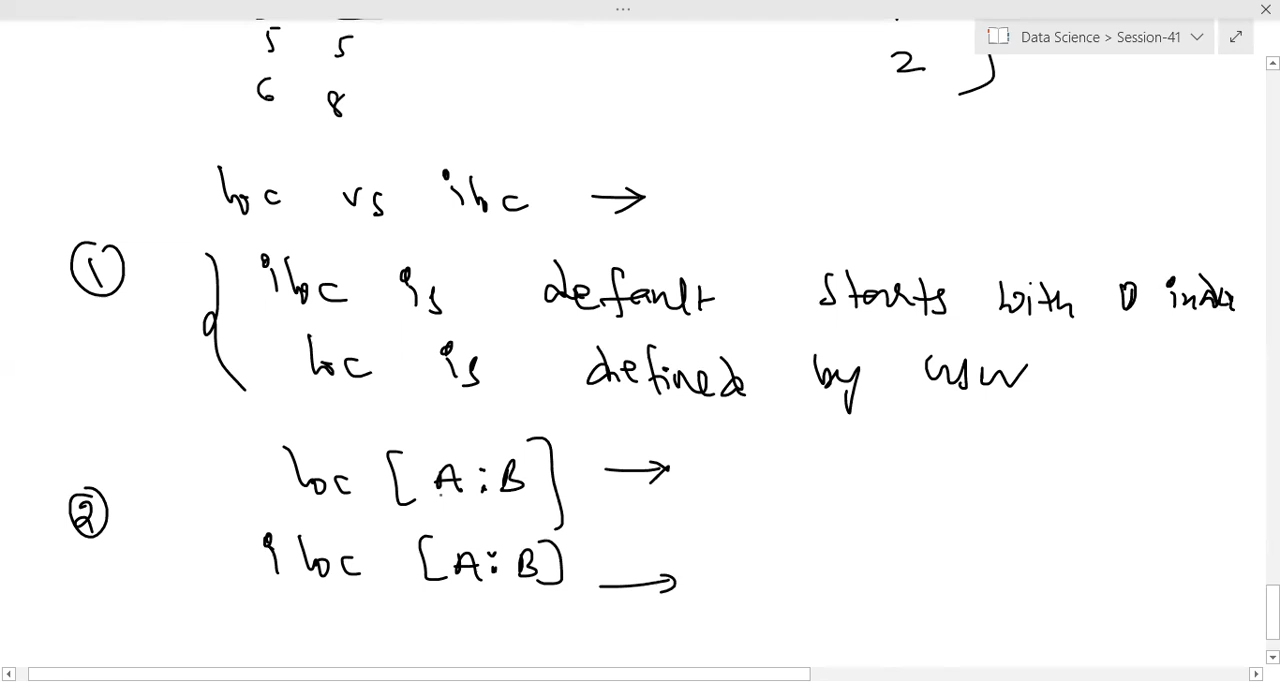 ...
Data Science > Session-41
5 5
2
6 8
loc vs iloc →
① iloc is default starts with 0 index
loc is defined by user
② loc [A:B] →
iloc [A:B] →